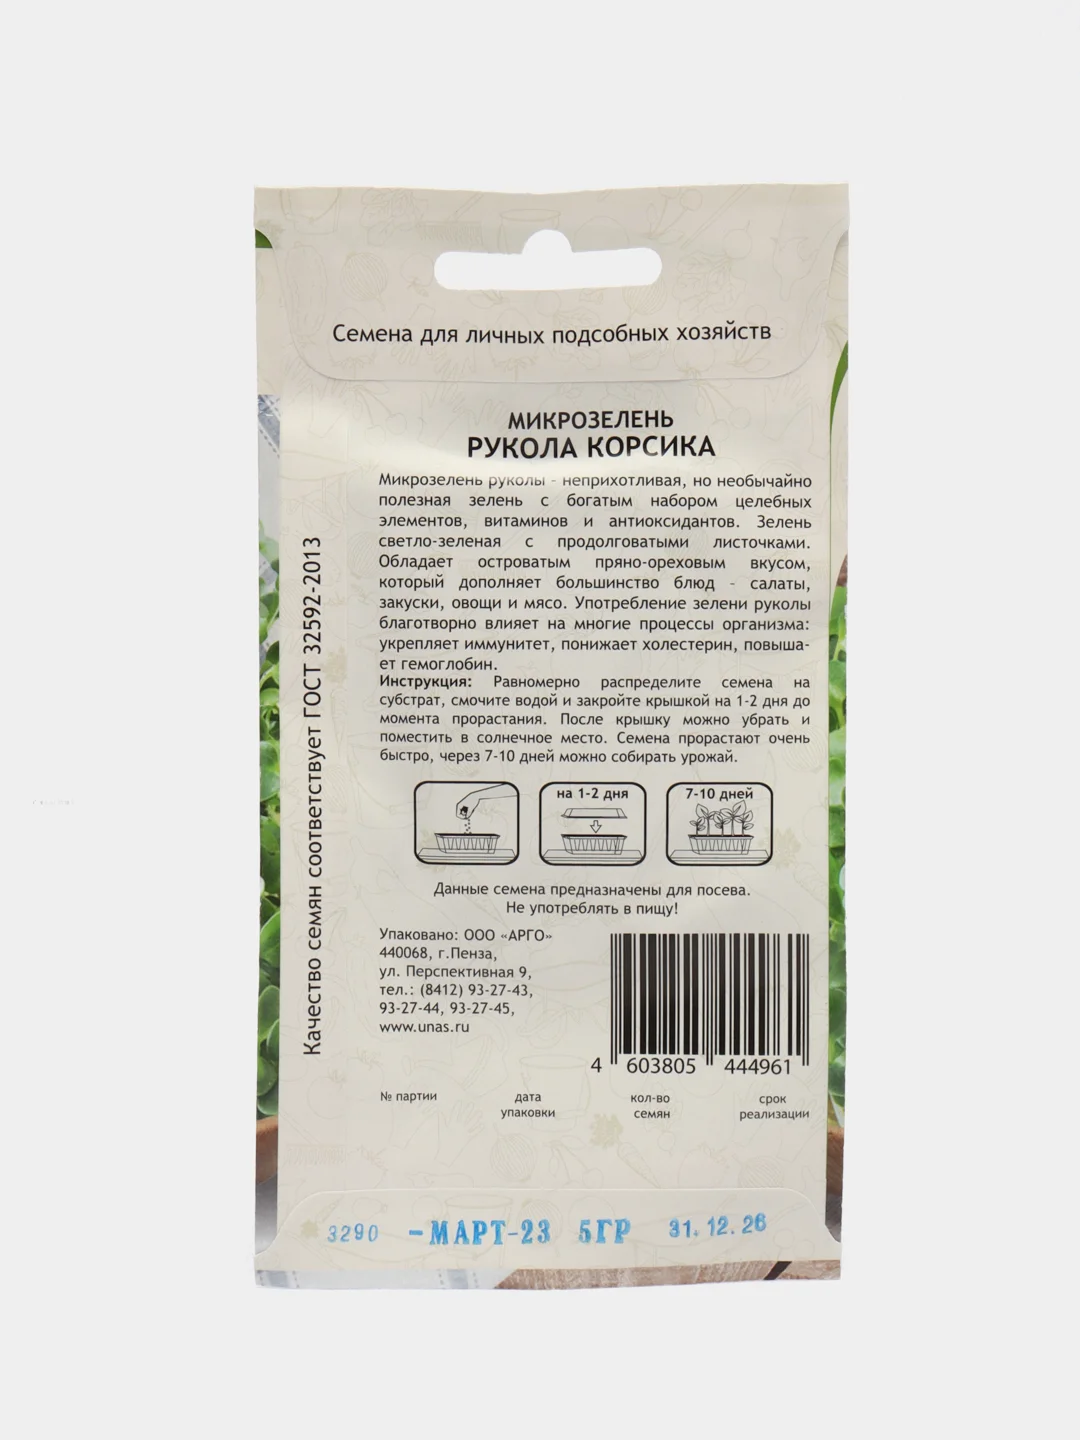 Семена для личных подсобных хозяйств
МИКРОЗЕЛЕНЬ
РУКОЛА КОРСИКА
Микрозелень руколы - неприхотливая, но необычайно
полезная зелень с богатым набором целебных
элементов, витаминов и антиоксидантов. Зелень
светло-зеленая с продолговатыми листочками.
Обладает островатым пряно-ореховым вкусом,
который дополняет большинство блюд - салаты,
закуски, овощи и мясо. Употребление зелени руколы
благотворно влияет на многие процессы организма:
укрепляет иммунитет, понижает холестерин, повыша-
ет гемоглобин.
Инструкция: Равномерно распределите семена на
субстрат, смочите водой и закройте крышкой на 1-2 дня до
момента прорастания. После крышку можно убрать и
поместить в солнечное место. Семена прорастают очень
быстро, через 7-10 дней можно собирать урожай.
на 1-2 дня
7-10 дней
Данные семена предназначены для посева.
Не употреблять в пищу!
Упаковано: ООО «АРГО»
440068, г.Пенза,
ул. Перспективная 9,
тел.: (8412) 93-27-43,
93-27-44, 93-27-45,
www.unas.ru
4 603805 444961
№ партии
дата
упаковки
кол-во
семян
срок
реализации
3290 -МАРТ-23 5ГР 31.12.26
Качество семян соответствует ГОСТ 32592-2013